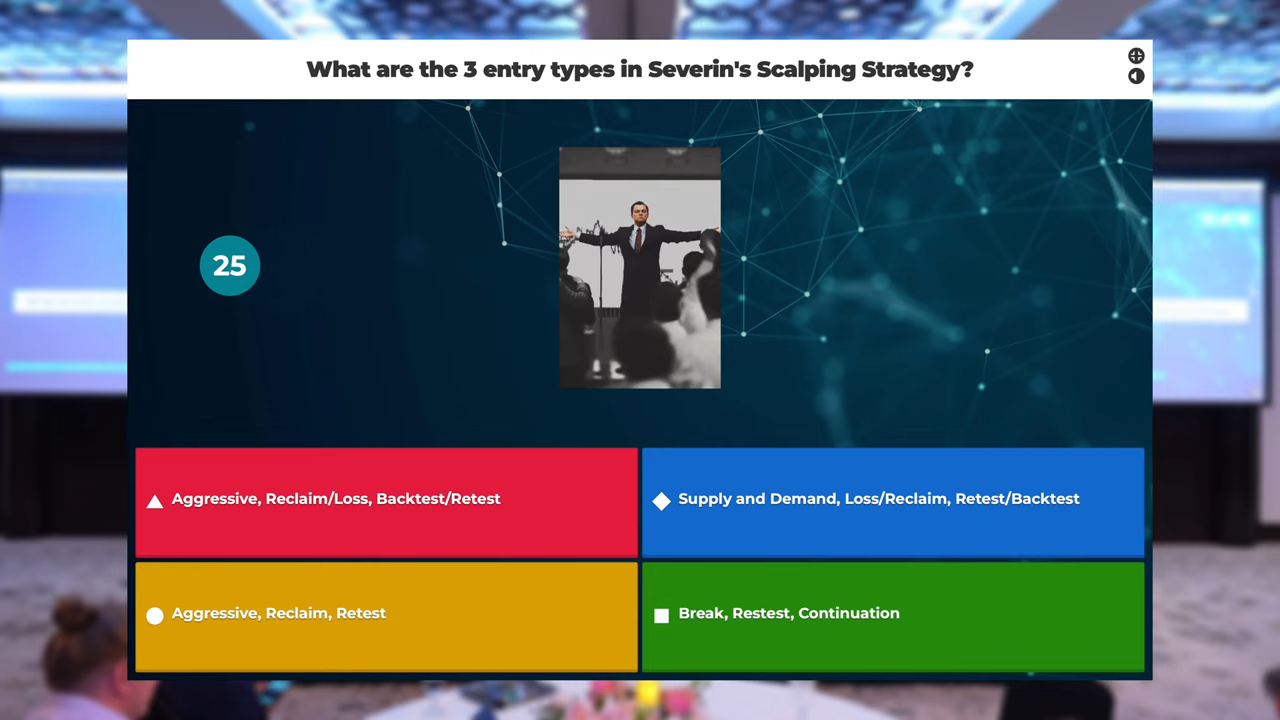 What are the 3 entry types in Severin's Scalping Strategy?
25
Aggressive, Reclaim/Loss, Backtest/Retest
Supply and Demand, Loss/Reclaim, Retest/Backtest
Aggressive, Reclaim, Retest
Break, Restest, Continuation